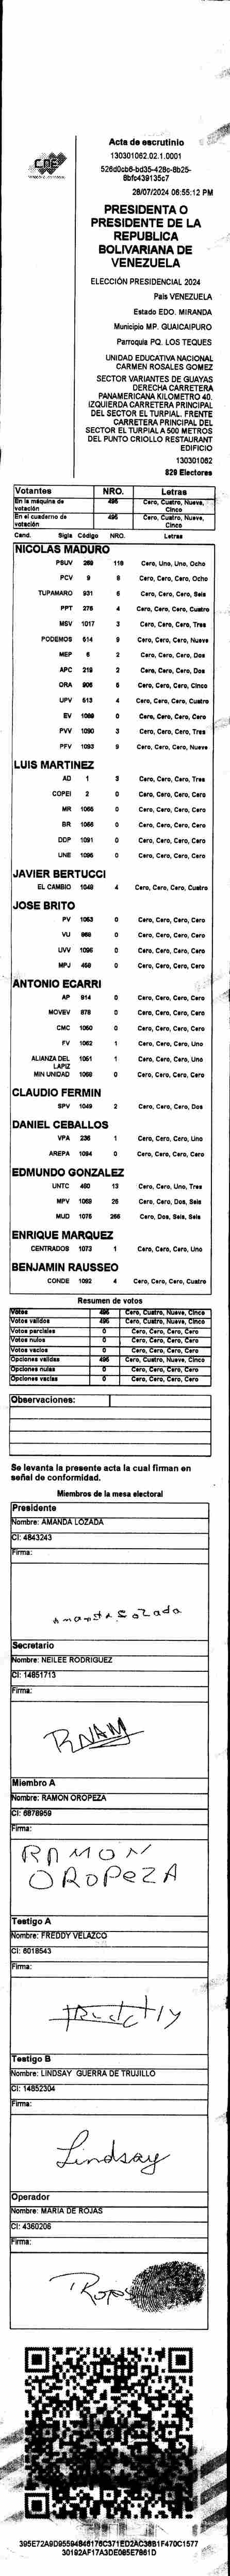 CNE
Acta de escrutinio
130301062.02.1.0001
526d0cb6-bd35-428c-8b25-
8bfc439135c7
28/07/2024 06:55:12 PM
PRESIDENTA O
PRESIDENTE DE LA
REPUBLICA
BOLIVARIANA DE
VENEZUELA
ELECCIÓN PRESIDENCIAL 2024
País VENEZUELA
Estado EDO. MIRANDA
Municipio MP. GUAICAIPURO
Parroquia PQ. LOS TEQUES
UNIDAD EDUCATIVA NACIONAL
CARMEN ROSALES GOMEZ
SECTOR VARIANTES DE GUAYAS
DERECHA CARRETERA
PANAMERICANA KILOMETRO 40.
IZQUIERDA CARRETERA PRINCIPAL
DEL SECTOR EL TURPIAL. FRENTE
CARRETERA PRINCIPAL DEL
SECTOR EL TURPIAL A 500 METROS
DEL PUNTO CRIOLLO RESTAURANT
EDIFICIO
130301062
829 Electores
Votantes NRO. Letras
En la máquina de votación 495 Cero, Cuatro, Nueve, Cinco
En el cuaderno de votación 495 Cero, Cuatro, Nueve, Cinco
Cand. Sigla Código NRO. Letras
NICOLAS MADURO
PSUV 118 Cero, Uno, Uno, Ocho
PCV 9 8 Cero, Cero, Cero, Ocho
TUPAMARO 931 6 Cero, Cero, Cero, Seis
PPT 276 4 Cero, Cero, Cero, Cuatro
MSV 1017 3 Cero, Cero, Cero, Tres
PODEMOS 514 9 Cero, Cero, Cero, Nueve
MEP 6 2 Cero, Cero, Cero, Dos
APC 219 2 Cero, Cero, Cero, Dos
ORA 906 5 Cero, Cero, Cero, Cinco
UPV 513 4 Cero, Cero, Cero, Cuatro
EV 0 Cero, Cero, Cero, Cero
PVV 1090 3 Cero, Cero, Cero, Tres
PFV 1093 9 Cero, Cero, Cero, Nueve
LUIS MARTINEZ
AD 1 3 Cero, Cero, Cero, Tres
COPEI 2 0 Cero, Cero, Cero, Cero
MR 0 Cero, Cero, Cero, Cero
BR 0 Cero, Cero, Cero, Cero
DDP 1091 0 Cero, Cero, Cero, Cero
UNE 0 Cero, Cero, Cero, Cero
JAVIER BERTUCCI
EL CAMBIO 4 Cero, Cero, Cero, Cuatro
JOSE BRITO
PV 0 Cero, Cero, Cero, Cero
VU 0 Cero, Cero, Cero, Cero
UVV 0 Cero, Cero, Cero, Cero
MPJ 0 Cero, Cero, Cero, Cero
ANTONIO ECARRI
AP 914 0 Cero, Cero, Cero, Cero
MOVEV 878 0 Cero, Cero, Cero, Cero
CMC 1050 0 Cero, Cero, Cero, Cero
FV 1062 1 Cero, Cero, Cero, Uno
ALIANZA DEL LAPIZ 1051 1 Cero, Cero, Cero, Uno
MIN UNIDAD 0 Cero, Cero, Cero, Cero
CLAUDIO FERMIN
SPV 1049 2 Cero, Cero, Cero, Dos
DANIEL CEBALLOS
VPA 236 1 Cero, Cero, Cero, Uno
AREPA 1094 0 Cero, Cero, Cero, Cero
EDMUNDO GONZALEZ
UNTC 13 Cero, Cero, Uno, Tres
MPV 26 Cero, Cero, Dos, Seis
MUD 266 Cero, Dos, Seis, Seis
ENRIQUE MARQUEZ
CENTRADOS 1073 1 Cero, Cero, Cero, Uno
BENJAMIN RAUSSEO
CONDE 1092 4 Cero, Cero, Cero, Cuatro
Resumen de votos
Votos 495 Cero, Cuatro, Nueve, Cinco
Votos validos 495 Cero, Cuatro, Nueve, Cinco
Votos parciales 0 Cero, Cero, Cero, Cero
Votos nulos 0 Cero, Cero, Cero, Cero
Votos vacios 0 Cero, Cero, Cero, Cero
Opciones validas 495 Cero, Cuatro, Nueve, Cinco
Opciones nulas 0 Cero, Cero, Cero, Cero
Opciones vacias 0 Cero, Cero, Cero, Cero
Observaciones:
Se levanta la presente acta la cual firman en
señal de conformidad.
Miembros de la mesa electoral
Presidente
Nombre: AMANDA LOZADA
CI: 4843243
Firma:
Amanda Lozada
Secretario
Nombre: NEILEE RODRIGUEZ
CI: 14851713
Firma:
Miembro A
Nombre: RAMON OROPEZA
CI: 6878959
Firma:
RAMON
OROPEZA
Testigo A
Nombre: FREDDY VELAZCO
CI: 6018543
Firma:
Testigo B
Nombre: LINDSAY GUERRA DE TRUJILLO
CI: 14852304
Firma:
Lindsay
Operador
Nombre: MARIA DE ROJAS
CI: 4360206
Firma:
Rojas